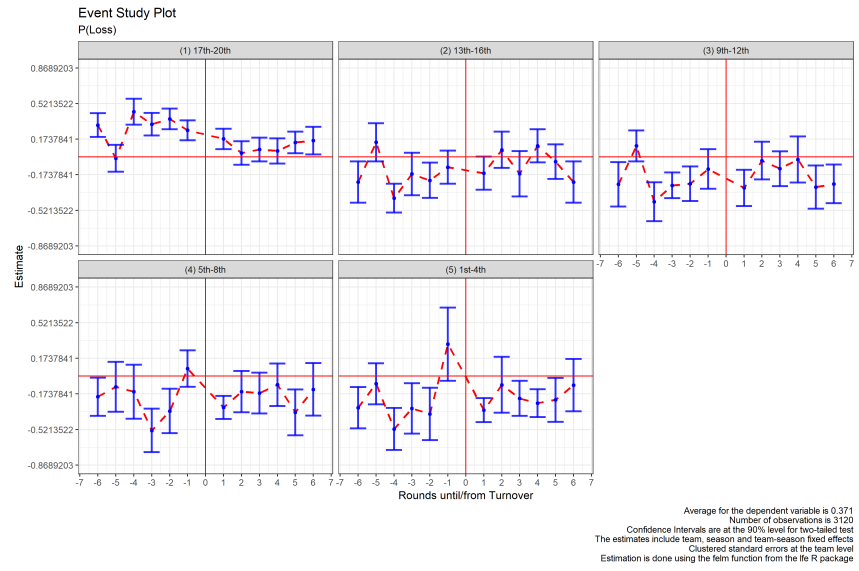 Event Study Plot
P(Loss)
(1) 17th-20th
(2) 13th-16th
(3) 9th-12th
0.8689203
0.5213522
0.1737841
-0.1737841
-0.5213522
-0.8689203
-7 -6 -5 -4 -3 -2 -1 0 1 2 3 4 5 6 7
(4) 5th-8th
(5) 1st-4th
0.8689203
0.5213522
0.1737841
-0.1737841
-0.5213522
-0.8689203
-7 -6 -5 -4 -3 -2 -1 0 1 2 3 4 5 6 7
-7 -6 -5 -4 -3 -2 -1 0 1 2 3 4 5 6 7
Estimate
Rounds until/from Turnover
Average for the dependent variable is 0.371
Number of observations is 3120
Confidence Intervals are at the 90% level for two-tailed test
The estimates include team, season and team-season fixed effects
Clustered standard errors at the team level
Estimation is done using the felm function from the lfe R package